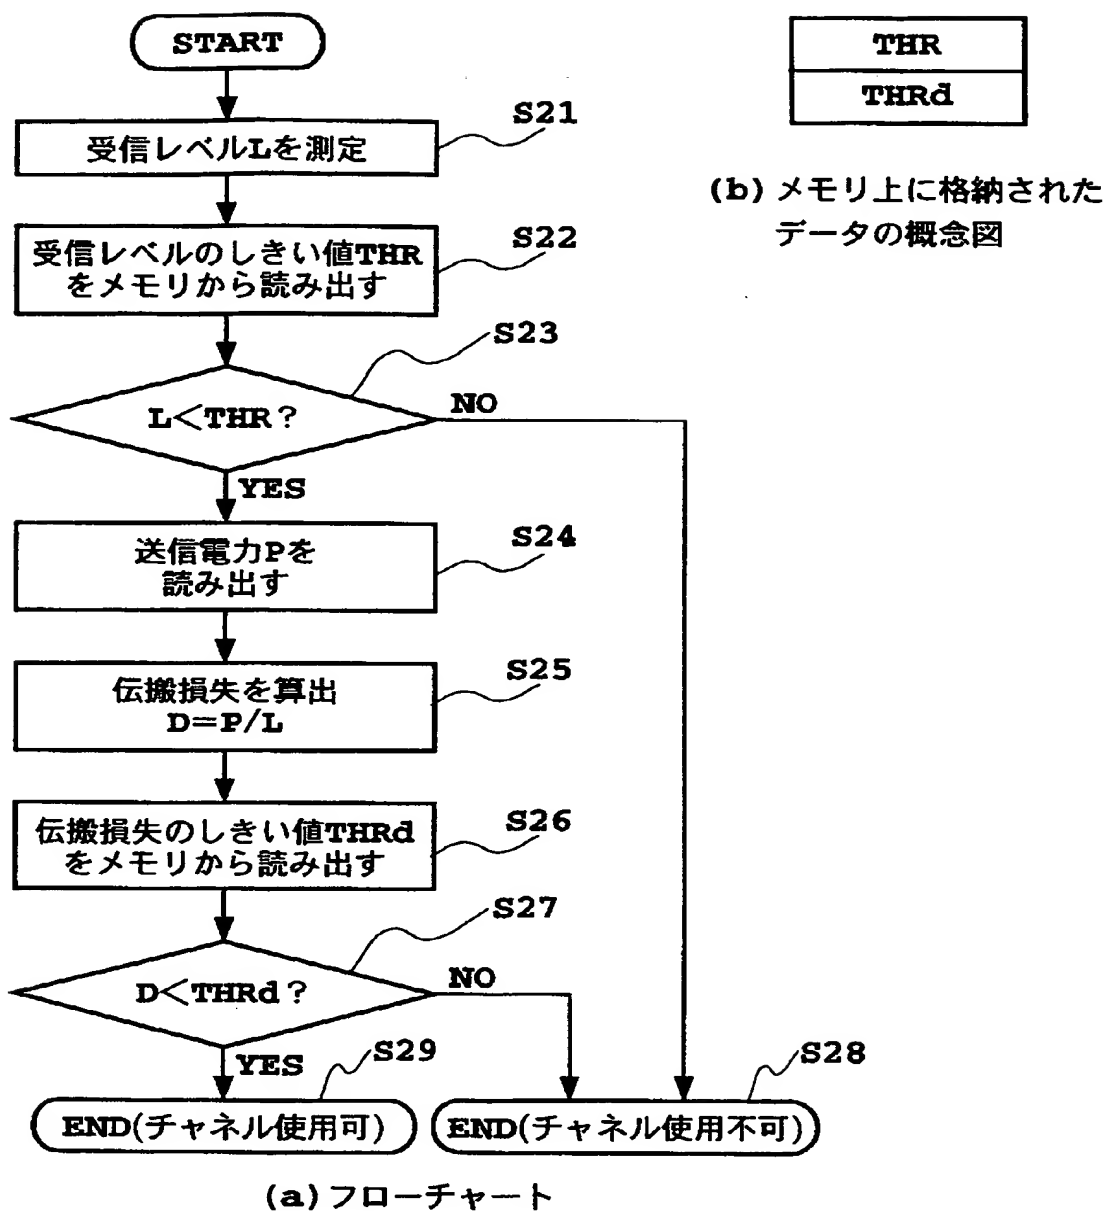 START
S21
受信レベルLを測定
S22
受信レベルのしきい値THR
をメモリから読み出す
S23
L<THR?
NO
YES
S24
送信電力Pを
読み出す
S25
伝搬損失を算出
D=P/L
S26
伝搬損失のしきい値THRd
をメモリから読み出す
S27
D<THRd?
NO
YES
S29
S28
END(チャネル使用可)
END(チャネル使用不可)
(a)フローチャート
THR
THRd
(b)メモリ上に格納された
データの概念図